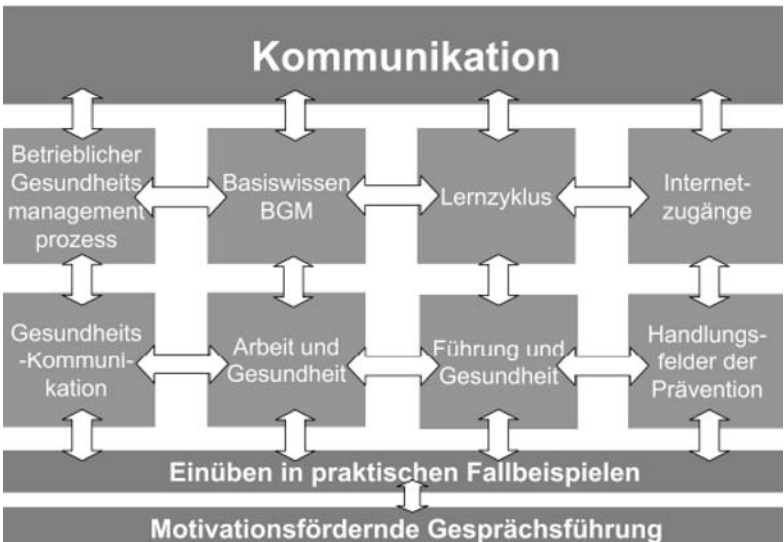 Kommunikation
Betrieblicher
Gesundheits
management
prozess
Basiswissen
BGM
Lernzyklus
Internet-
zugänge
Gesundheits
-Kommuni-
kation
Arbeit und
Gesundheit
Führung und
Gesundheit
Handlungs-
felder der
Prävention
Einüben in praktischen Fallbeispielen
Motivationsfördernde Gesprächsführung